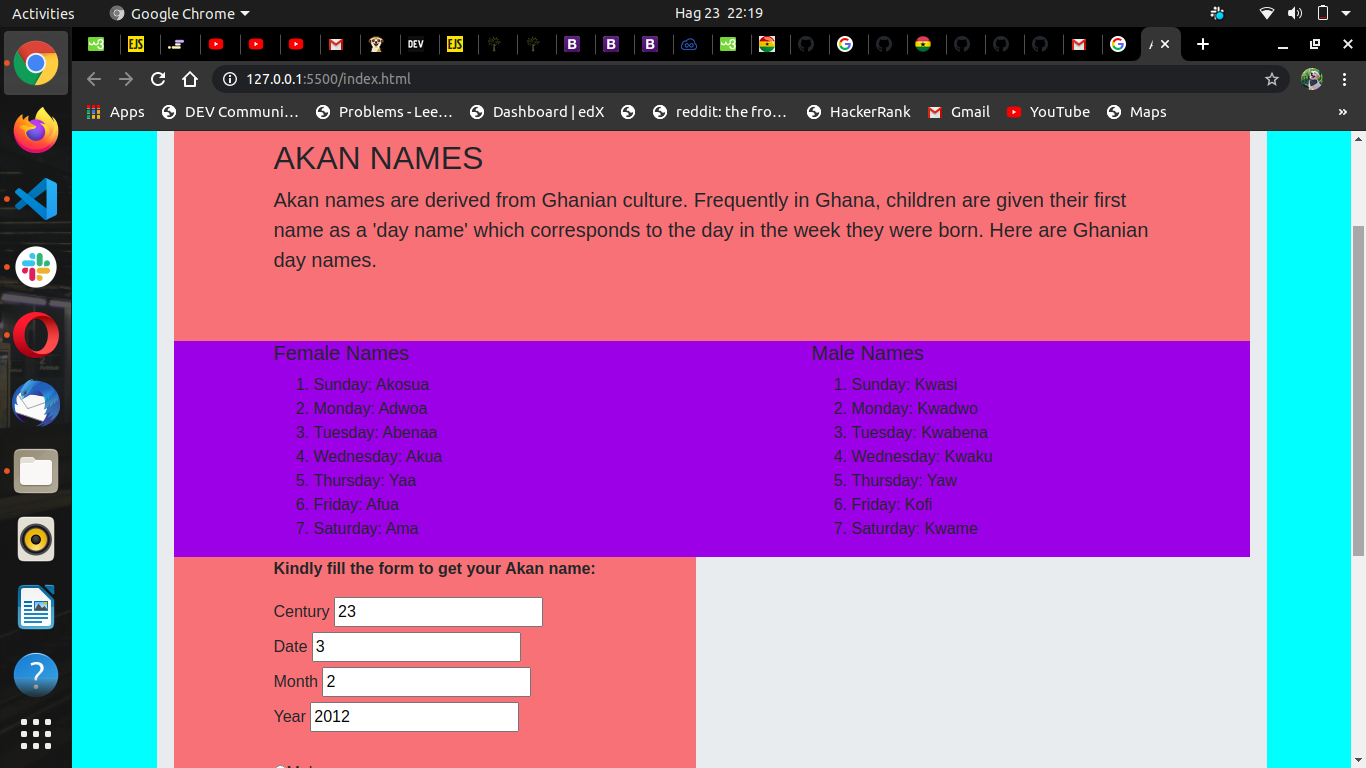 Activities
Google Chrome
Hag 23 22:19
127.0.0.1:5500/index.html
Apps
DEV Communi...
Problems - Lee...
Dashboard | edX
reddit: the fro...
HackerRank
Gmail
YouTube
Maps
»
AKAN NAMES
Akan names are derived from Ghanian culture. Frequently in Ghana, children are given their first
name as a 'day name' which corresponds to the day in the week they were born. Here are Ghanian
day names.
Female Names
1. Sunday: Akosua
2. Monday: Adwoa
3. Tuesday: Abenaa
4. Wednesday: Akua
5. Thursday: Yaa
6. Friday: Afua
7. Saturday: Ama
Male Names
1. Sunday: Kwasi
2. Monday: Kwadwo
3. Tuesday: Kwabena
4. Wednesday: Kwaku
5. Thursday: Yaw
6. Friday: Kofi
7. Saturday: Kwame
Kindly fill the form to get your Akan name:
Century 23
Date 3
Month 2
Year 2012